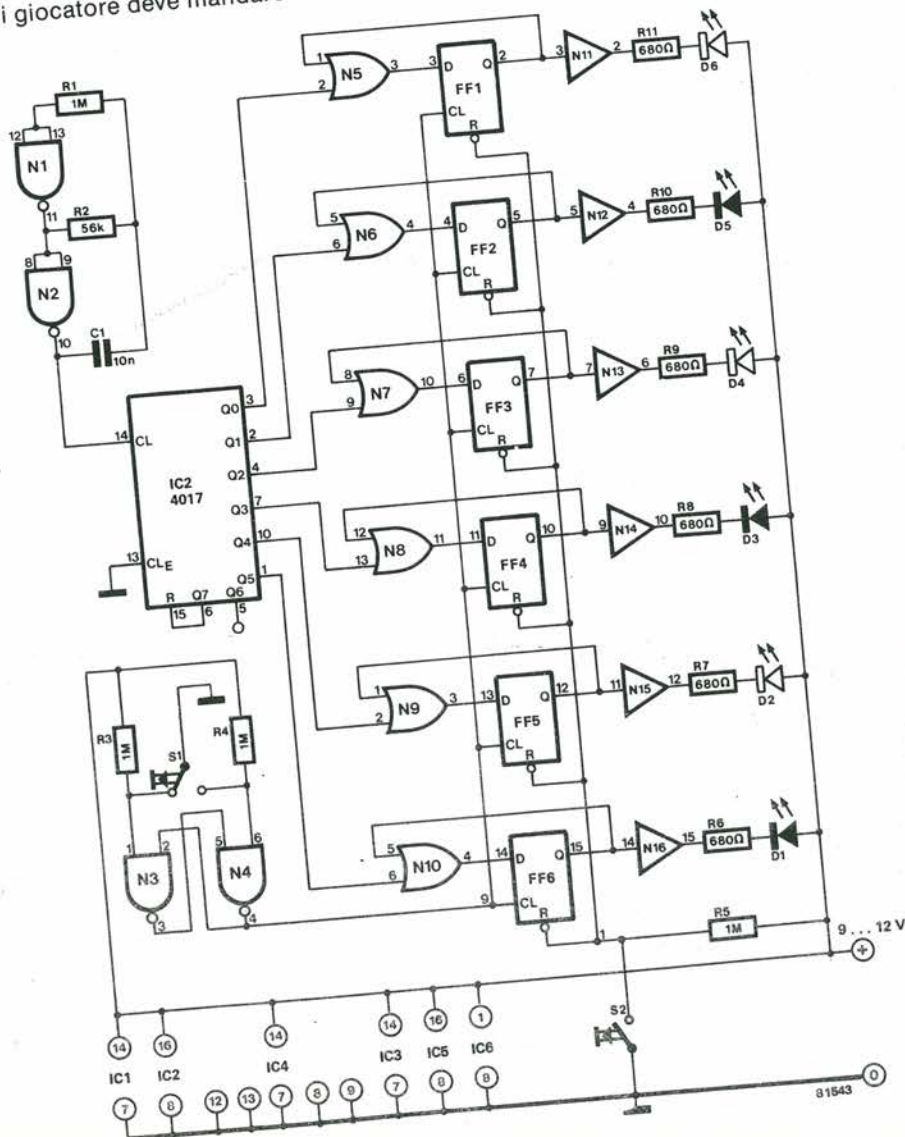 i giocatore deve mandare
R1
1M
12
13
N1
11
R2
56k
8
9
N2
10
C1
10n
14
CL
IC2
4017
13
CLE
R
Q7
Q6
15
6
5
Q0
3
Q1
2
Q2
4
Q3
7
Q4
10
Q5
1
1
2
N5
3
3
D
Q
2
FF1
CL
R
3
N11
2
R11
680Ω
D6
5
6
N6
4
4
D
Q
5
FF2
CL
R
5
N12
4
R10
680Ω
D5
8
9
N7
10
6
D
Q
7
FF3
CL
R
7
N13
6
R9
680Ω
D4
12
13
N8
11
11
D
Q
10
FF4
CL
R
9
N14
10
R8
680Ω
D3
1
2
N9
3
13
D
Q
12
FF5
CL
R
11
N15
12
R7
680Ω
D2
5
6
N10
4
14
D
Q
15
FF6
9
CL
R
1
14
N16
15
R6
680Ω
D1
R3
1M
S1
R4
1M
1
2
N3
3
5
6
N4
4
R5
1M
9 ... 12 V
+
S2
14
16
14
14
16
1
IC1
IC2
IC4
IC3
IC5
IC6
7
8
12
13
7
8
9
7
8
8
0
81543